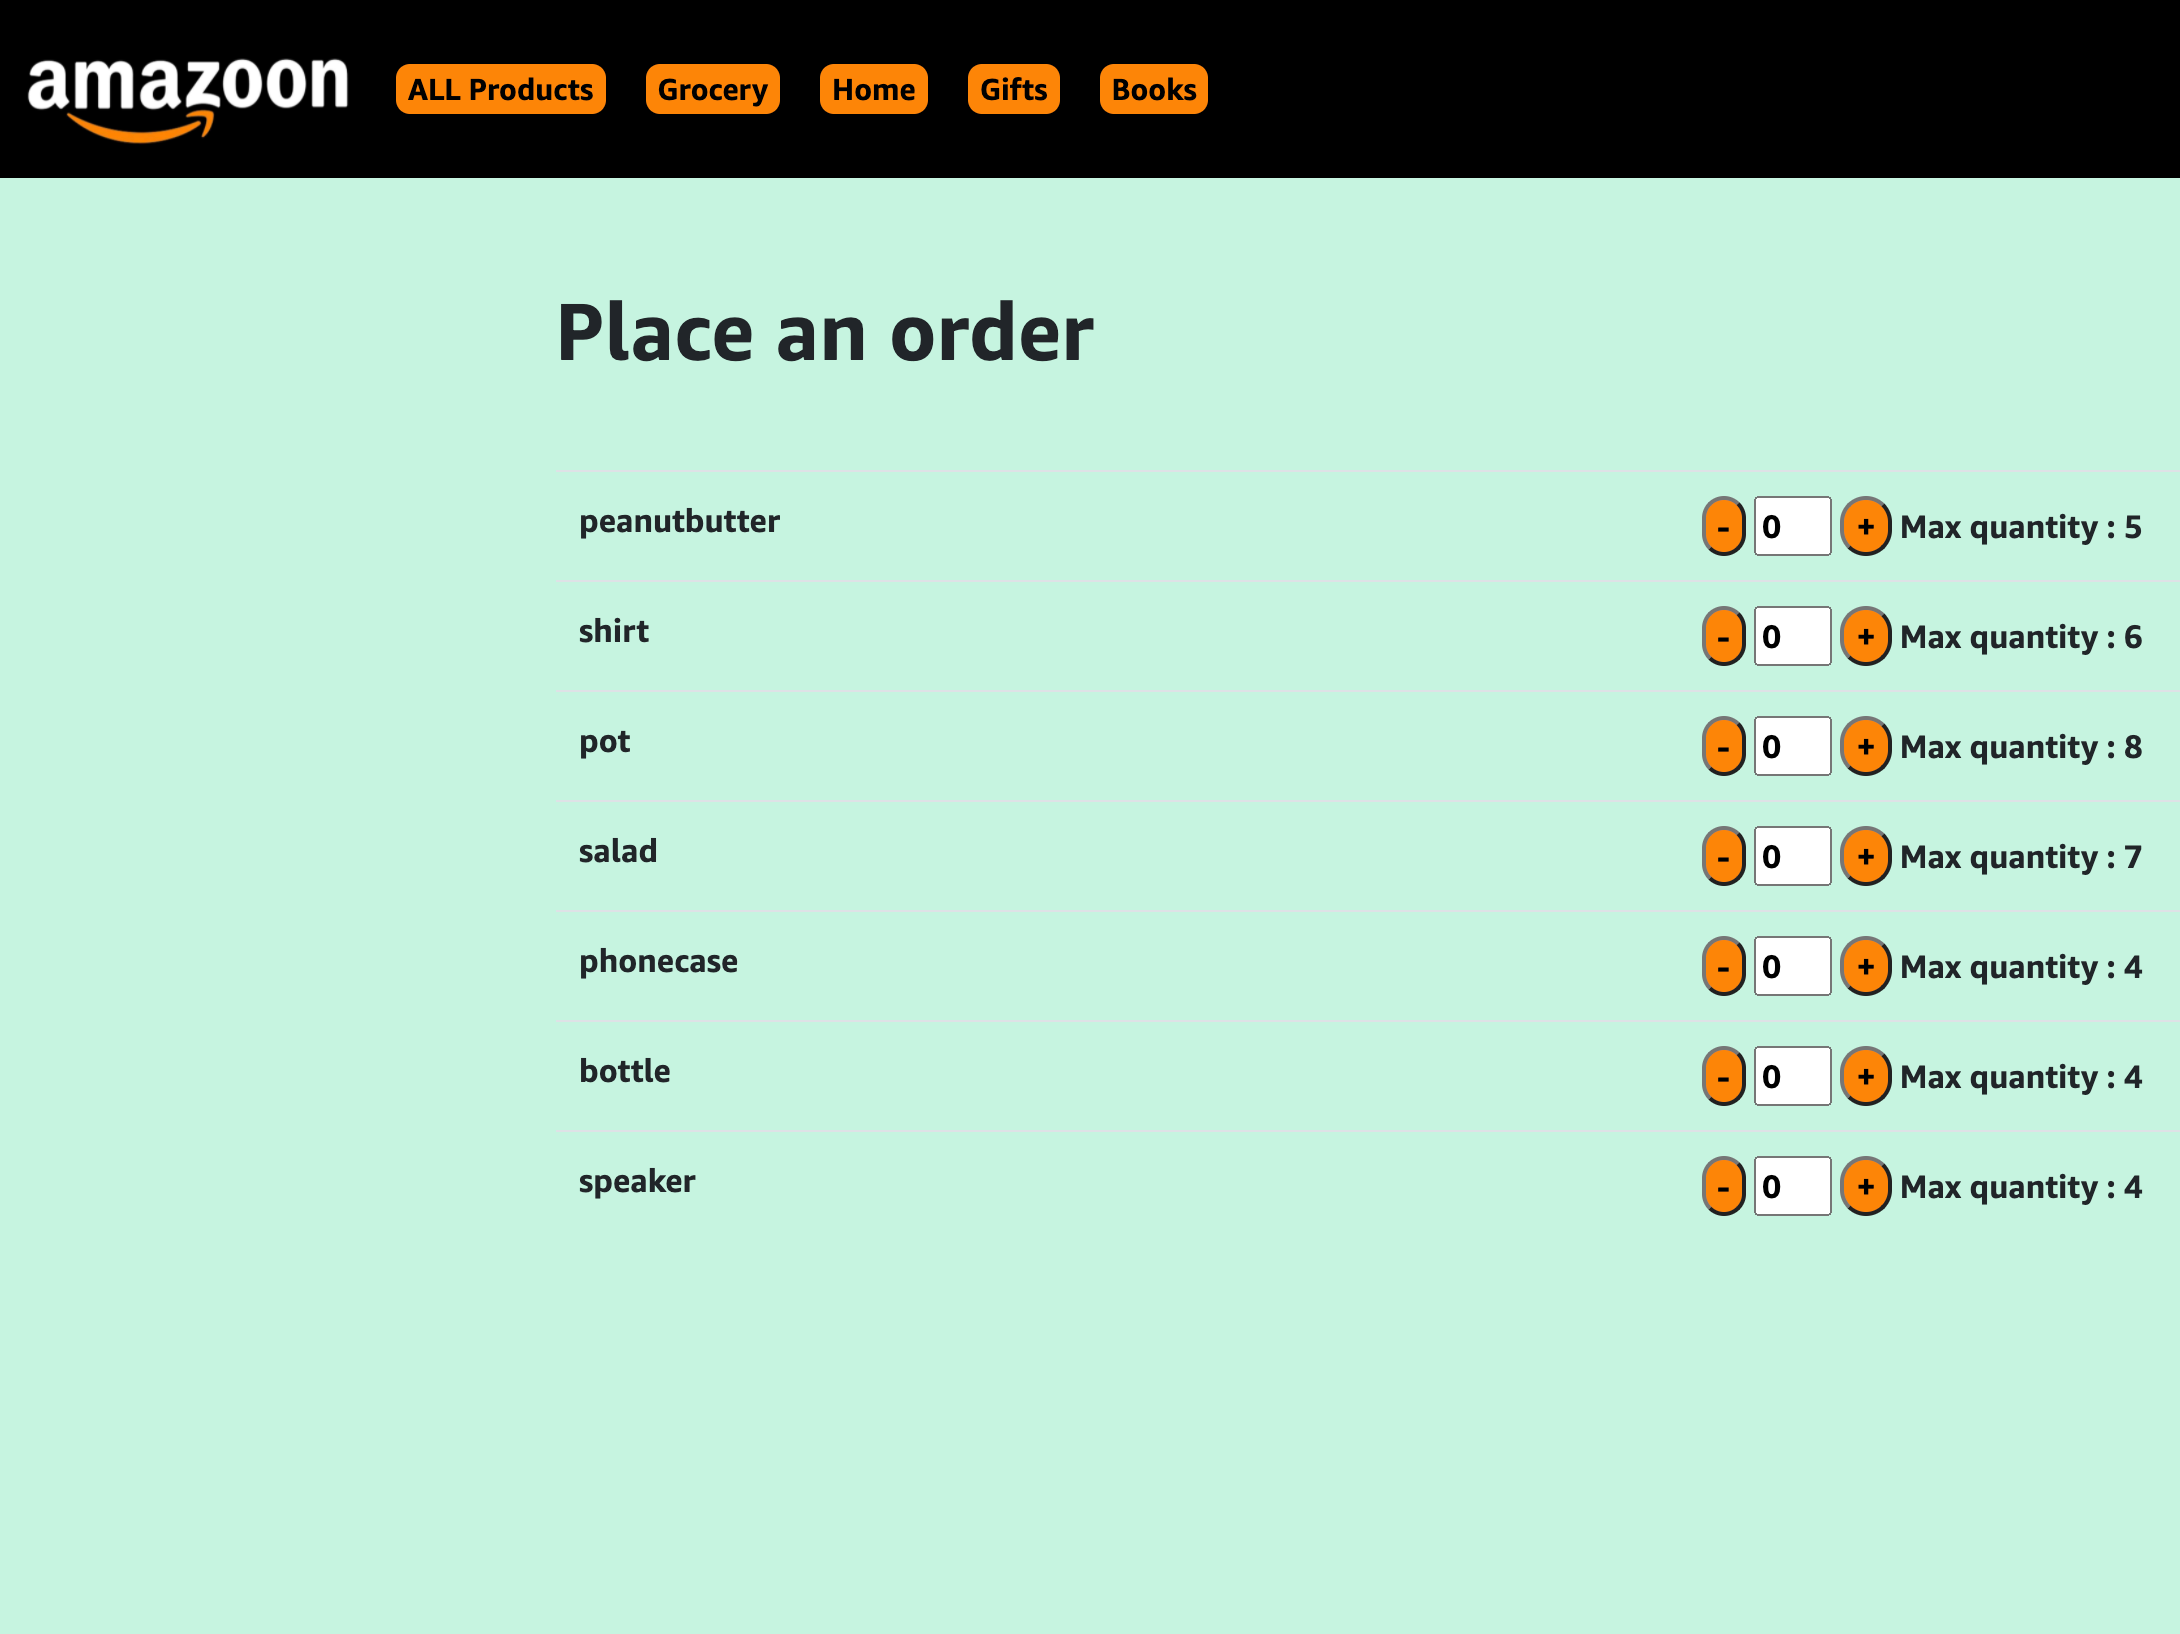 amazoon ALL Products Grocery Home Gifts Books
Place an order
peanutbutter - 0 + Max quantity : 5
shirt - 0 + Max quantity : 6
pot - 0 + Max quantity : 8
salad - 0 + Max quantity : 7
phonecase - 0 + Max quantity : 4
bottle - 0 + Max quantity : 4
speaker - 0 + Max quantity : 4